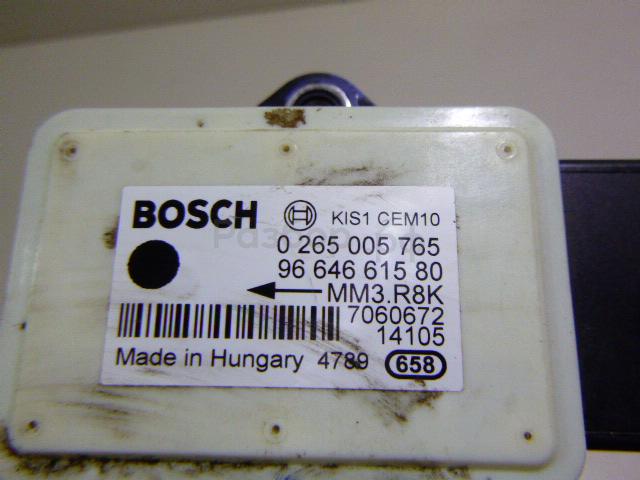 BOSCH KIS1 CEM10
0 265 005 765
96 646 615 80
MM3.R8K
7060672
14105
Made in Hungary 4789 658